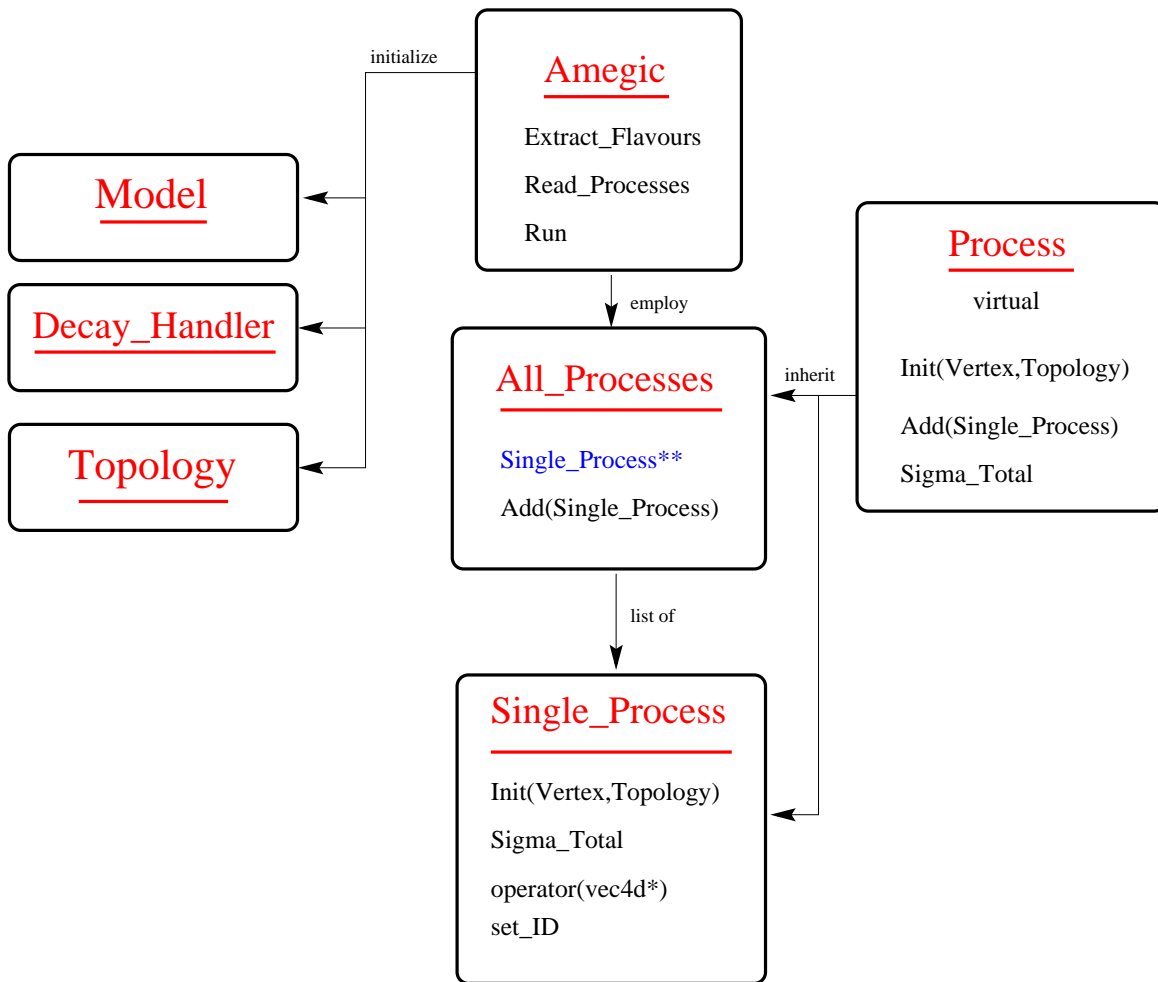 initialize
Amegic
Extract_Flavours
Read_Processes
Run
Model
Decay_Handler
Topology
employ
All_Processes
Single_Process**
Add(Single_Process)
inherit
Process
virtual
Init(Vertex,Topology)
Add(Single_Process)
Sigma_Total
list of
Single_Process
Init(Vertex,Topology)
Sigma_Total
operator(vec4d*)
set_ID